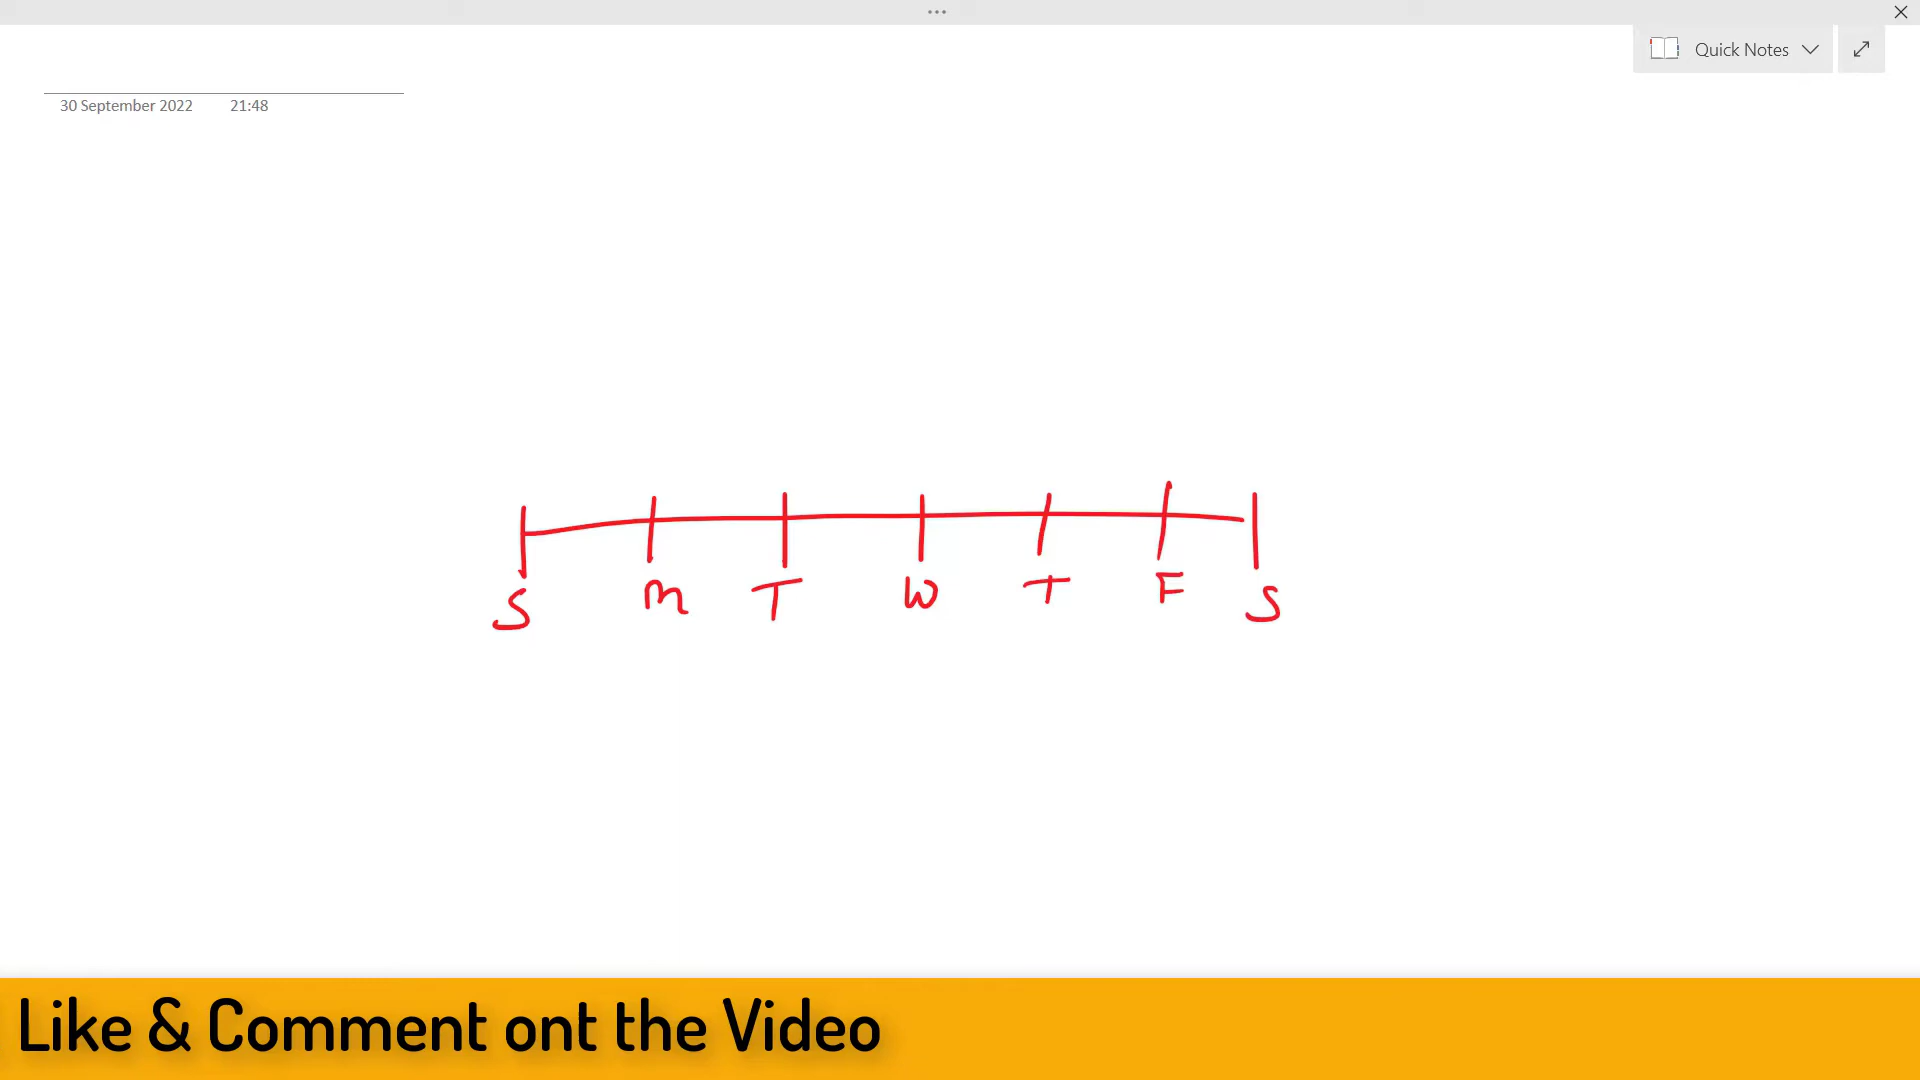 Quick Notes
30 September 2022 21:48
S m T W T F S
Like & Comment ont the Video